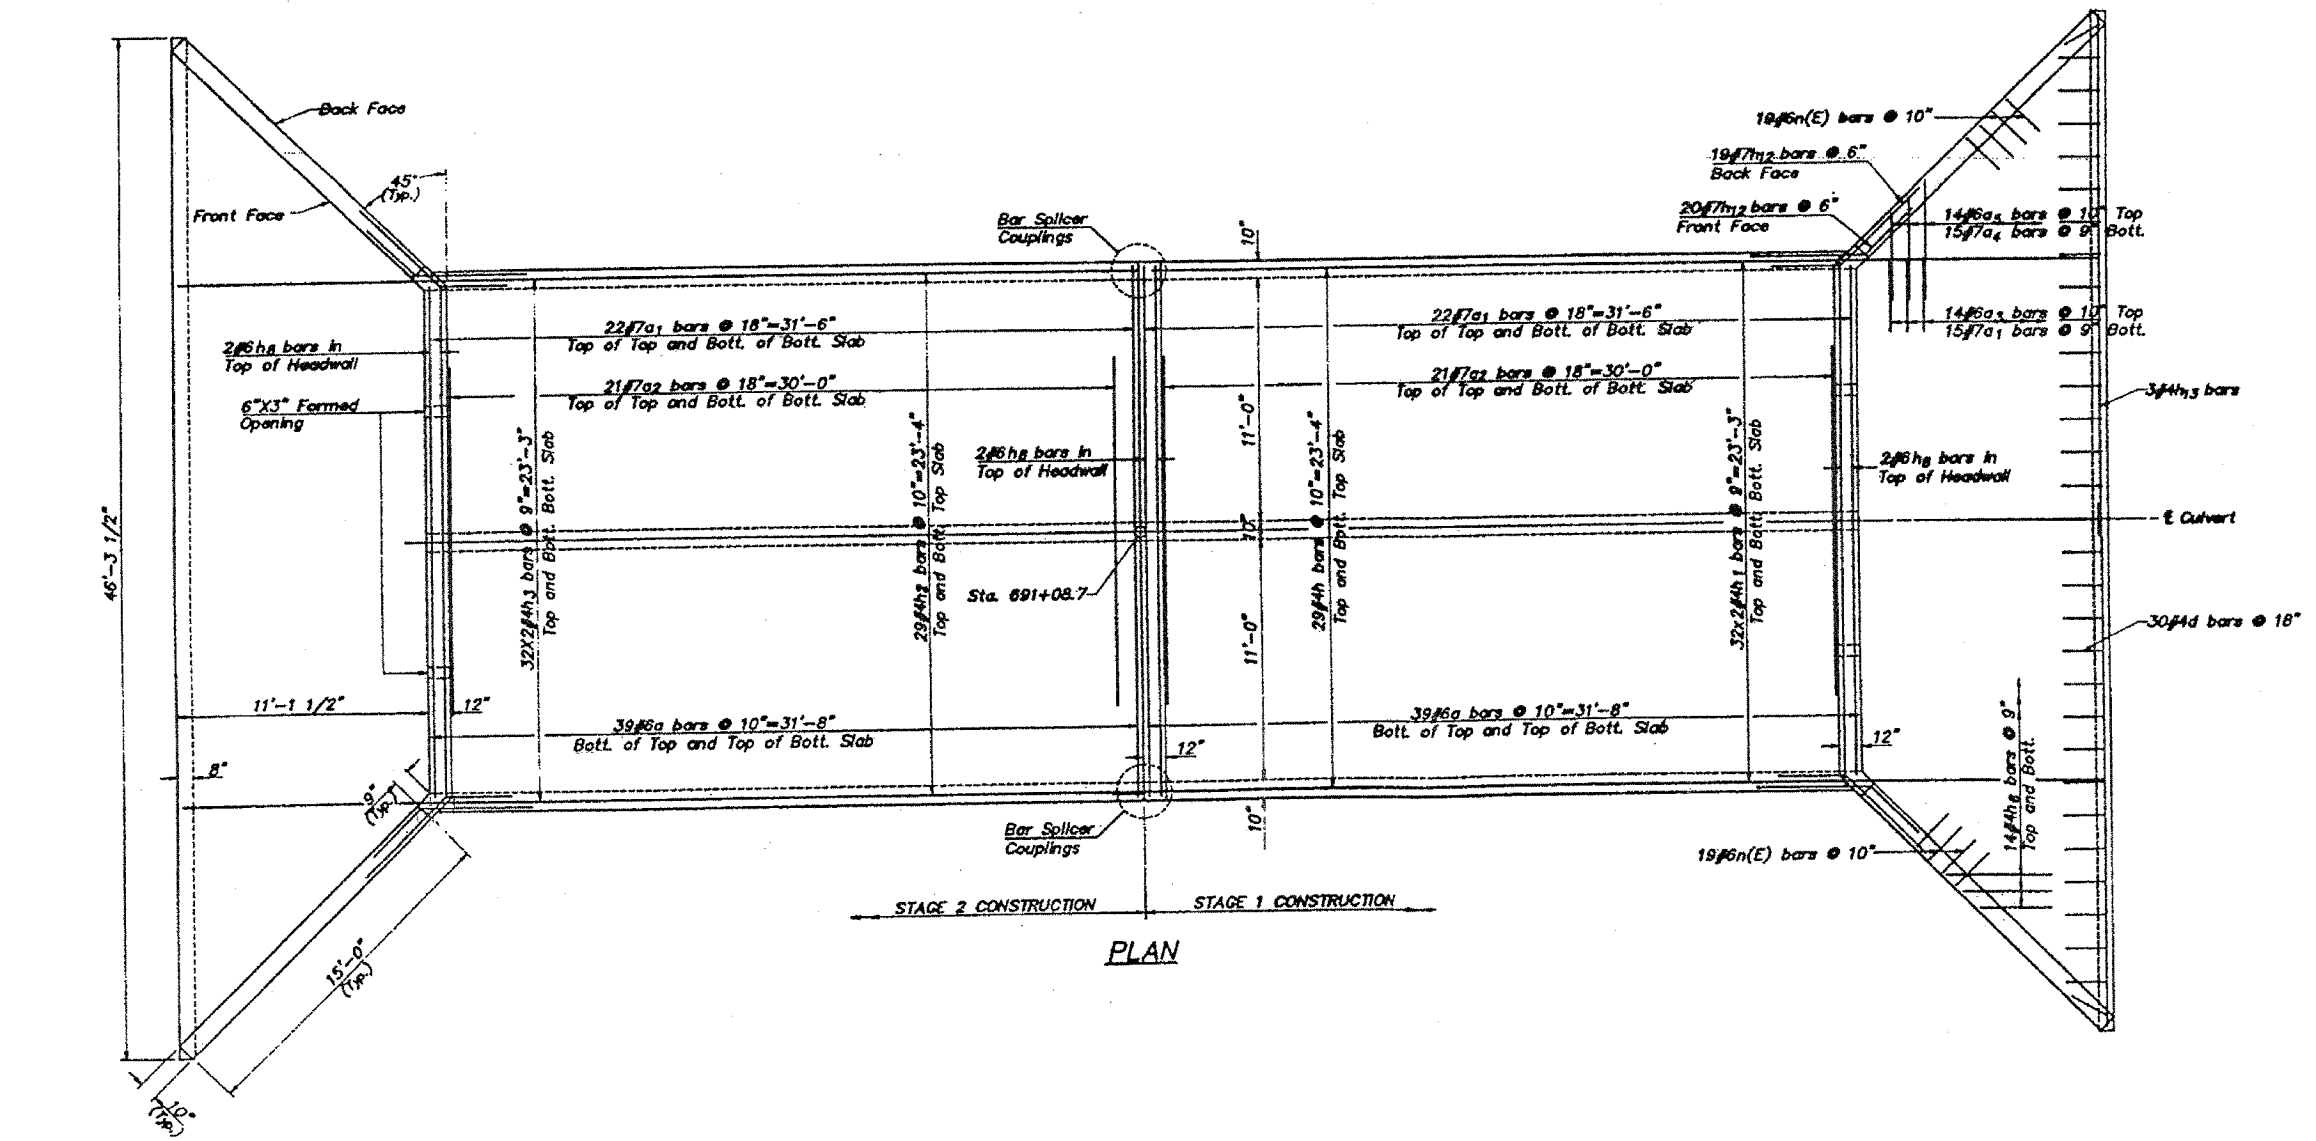 Back Face
19#6n(E) bars @ 10"
19#7h12 bars @ 6"
Back Face
45°
(Typ.)
Front Face
20#7h12 bars @ 6"
Front Face
14#6a5 bars @ 10" Top
15#7a4 bars @ 9" Bott.
Bar Splicer
Couplings
10"
22#7a1 bars @ 18"=31'-6"
Top of Top and Bott. of Bott. Slab
22#7a1 bars @ 18"=31'-6"
Top of Top and Bott. of Bott. Slab
14#6a3 bars @ 10" Top
15#7a1 bars @ 9" Bott.
2#6h8 bars in
Top of Headwall
21#7a2 bars @ 18"=30'-0"
Top of Top and Bott. of Bott. Slab
21#7a2 bars @ 18"=30'-0"
Top of Top and Bott. of Bott. Slab
3#4h13 bars
6"X3" Formed
Opening
32X2#4h3 bars @ 9"=23'-3"
Top and Bott. Bott. Slab
29#4h2 bars @ 10"=23'-4"
Top and Bott. Top Slab
2#6h8 bars in
Top of Headwall
11'-0"
10"
11'-0"
29#4h bars @ 10"=23'-4"
Top and Bott. Top Slab
32x2#4h1 bars @ 9"=23'-3"
Top and Bott. Bott. Slab
2#6h8 bars in
Top of Headwall
℄ Culvert
46'-3 1/2"
Sta. 691+08.7
30#4d bars @ 18"
11'-1 1/2"
12"
39#6a bars @ 10"=31'-8"
Bott. of Top and Top of Bott. Slab
39#6a bars @ 10"=31'-8"
Bott. of Top and Top of Bott. Slab
12"
12"
14#4h8 bars @ 9"
Top and Bott.
8"
9"
(Typ.)
Bar Splicer
Couplings
10"
19#6n(E) bars @ 10"
STAGE 2 CONSTRUCTION
STAGE 1 CONSTRUCTION
15'-0"
(Typ.)
PLAN
10"
(Typ.)